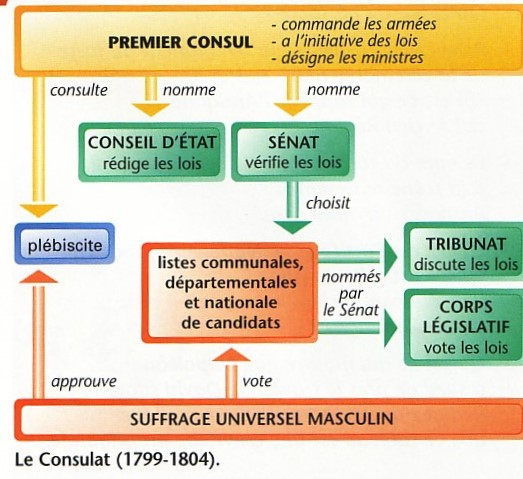 PREMIER CONSUL
- commande les armées
- a l'initiative des lois
- désigne les ministres
consulte
nomme
nomme
CONSEIL D'ÉTAT
rédige les lois
SÉNAT
vérifie les lois
choisit
plébiscite
listes communales,
départementales
et nationale
de candidats
nommés
par
le Sénat
TRIBUNAT
discute les lois
CORPS
LÉGISLATIF
vote les lois
approuve
vote
SUFFRAGE UNIVERSEL MASCULIN
Le Consulat (1799-1804).